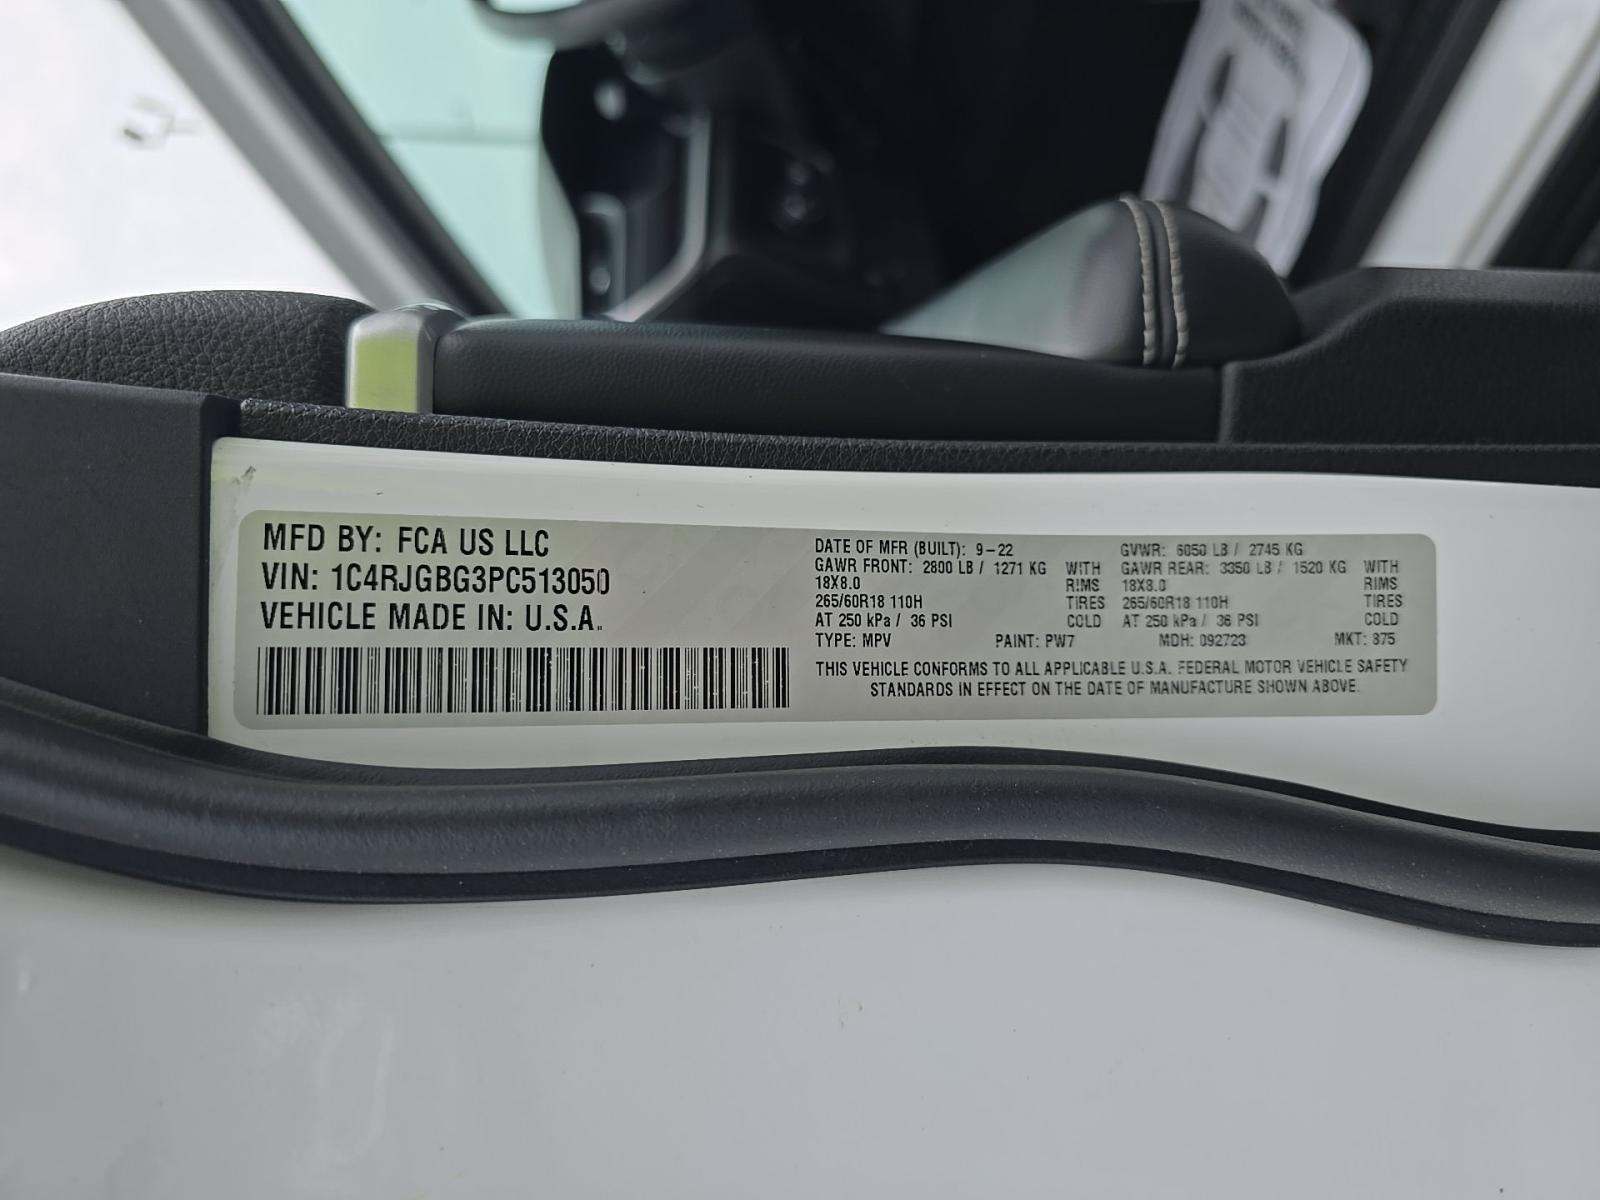 MFD BY: FCA US LLC
VIN: 1C4RJGBG3PC513050
VEHICLE MADE IN: U.S.A.
DATE OF MFR (BUILT): 9-22 GVWR: 6050 LB / 2745 KG
GAWR FRONT: 2800 LB / 1271 KG WITH GAWR REAR: 3350 LB / 1520 KG WITH
18X8.0 RIMS 18X8.0 RIMS
265/60R18 110H TIRES 265/60R18 110H TIRES
AT 250 kPa / 36 PSI COLD AT 250 kPa / 36 PSI COLD
TYPE: MPV PAINT: PW7 MDH: 092723 MKT: 875
THIS VEHICLE CONFORMS TO ALL APPLICABLE U.S.A. FEDERAL MOTOR VEHICLE SAFETY
STANDARDS IN EFFECT ON THE DATE OF MANUFACTURE SHOWN ABOVE.